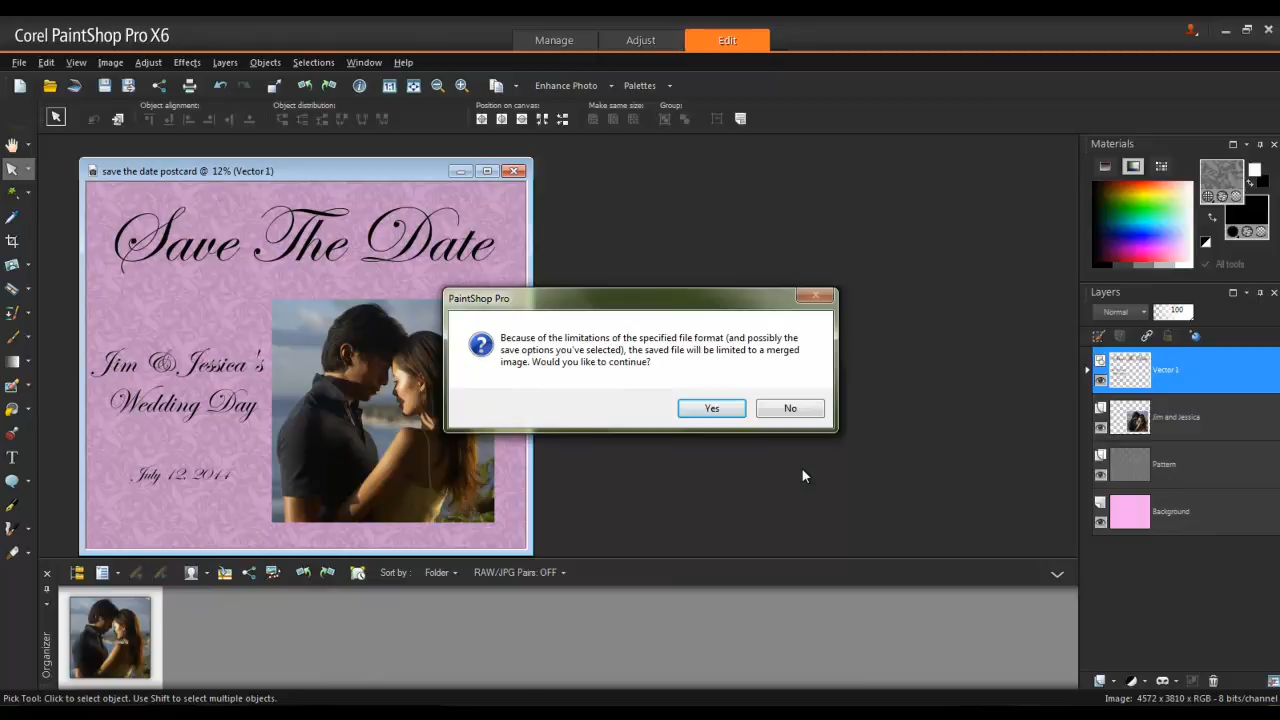 Corel PaintShop Pro X6
Manage
Adjust
Edit
File Edit View Image Adjust Effects Layers Objects Selections Window Help
Enhance Photo
Palettes
Object alignment:
Object distribution:
Position on canvas:
Make same size:
Group:
save the date postcard @ 12% (Vector 1)
Save The Date
Jim & Jessica's
Wedding Day
July 12, 2014
PaintShop Pro
Because of the limitations of the specified file format (and possibly the
save options you've selected), the saved file will be limited to a merged
image. Would you like to continue?
Yes
No
Materials
All tools
Layers
Normal
100
Vector 1
Jim and Jessica
Pattern
Background
Sort by:
Folder
RAW/JPG Pairs: OFF
Organizer
Pick Tool: Click to select object. Use Shift to select multiple objects.
Image: 4572 x 3810 x RGB - 8 bits/channel